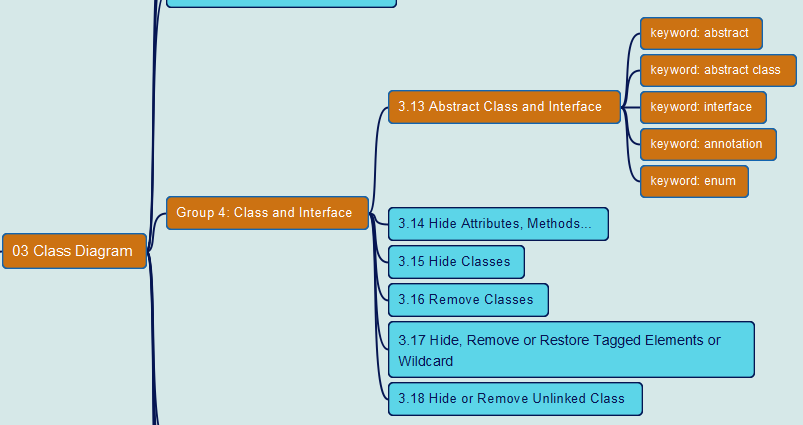 keyword: abstract
keyword: abstract class
3.13 Abstract Class and Interface
keyword: interface
keyword: annotation
keyword: enum
Group 4: Class and Interface
3.14 Hide Attributes, Methods...
03 Class Diagram
3.15 Hide Classes
3.16 Remove Classes
3.17 Hide, Remove or Restore Tagged Elements or
Wildcard
3.18 Hide or Remove Unlinked Class